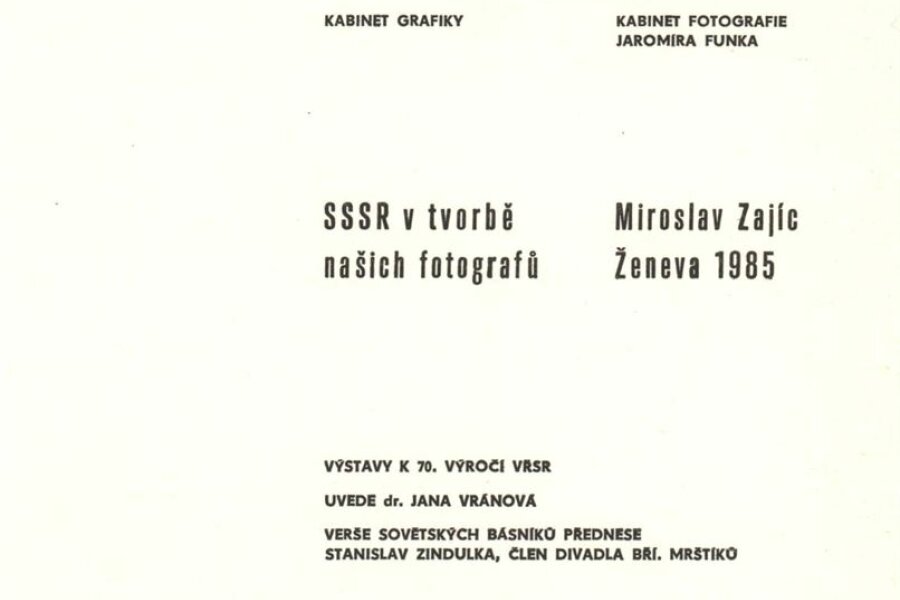 KABINET GRAFIKY
KABINET FOTOGRAFIE
JAROMÍRA FUNKA
SSSR v tvorbě
našich fotografů
Miroslav Zajíc
Ženeva 1985
VÝSTAVY K 70. VÝROČÍ VŘSR
UVEDE dr. JANA VRÁNOVÁ
VERŠE SOVĚTSKÝCH BÁSNÍKŮ PŘEDNESE
STANISLAV ZINDULKA, ČLEN DIVADLA BŘÍ. MRŠTÍKŮ